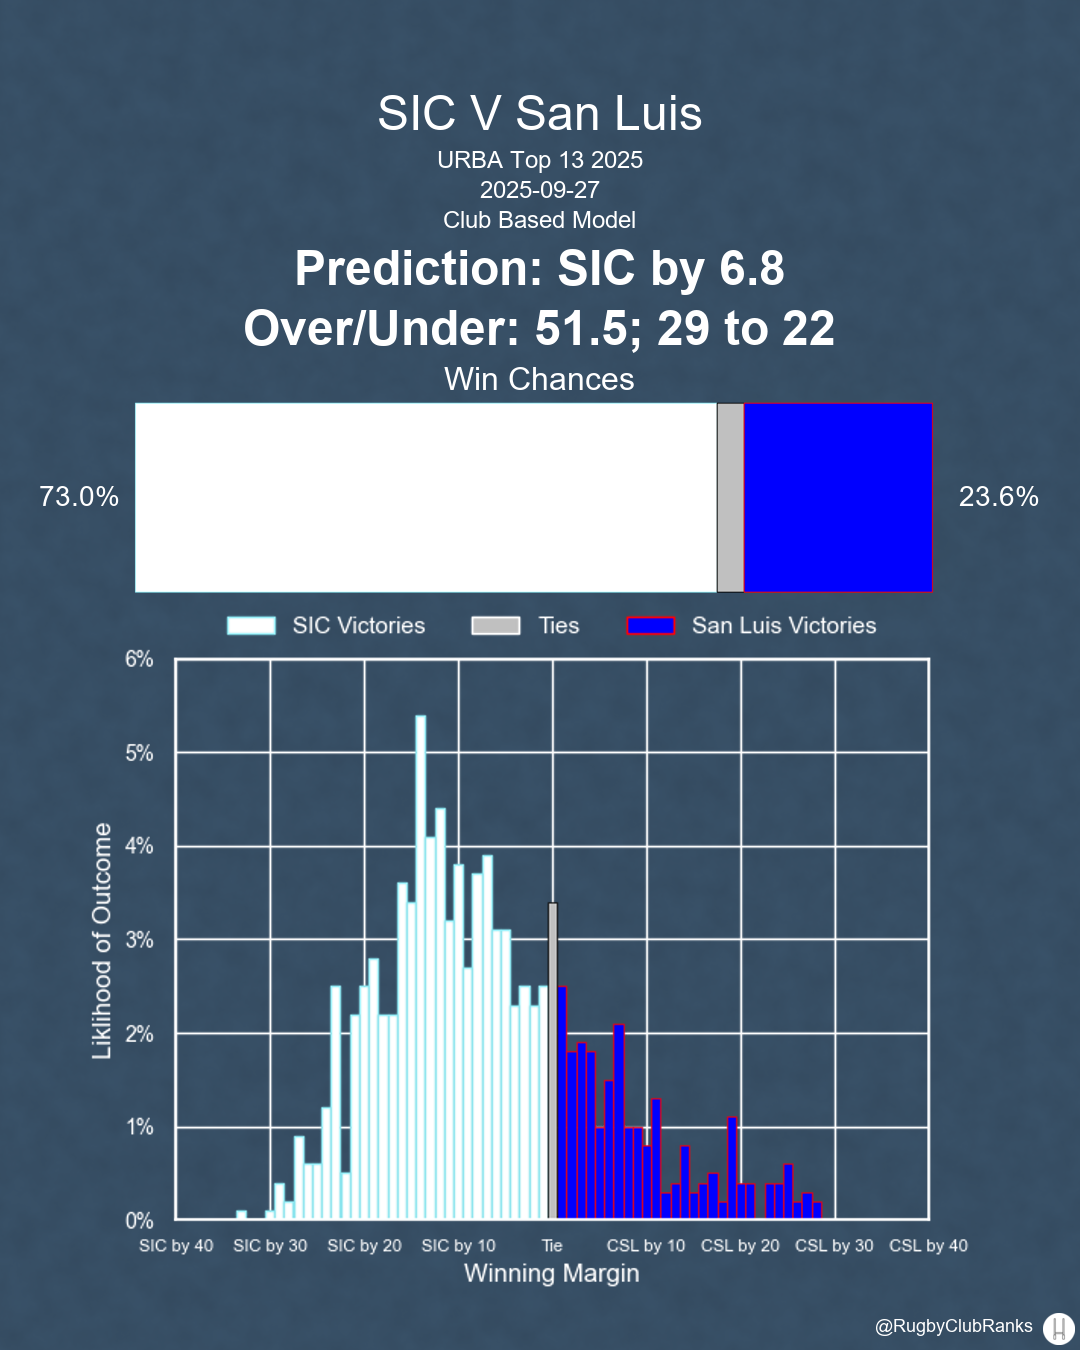 SIC V San Luis
URBA Top 13 2025
2025-09-27
Club Based Model
Prediction: SIC by 6.8
Over/Under: 51.5; 29 to 22
Win Chances
73.0%
23.6%
SIC Victories
Ties
San Luis Victories
6%
5%
4%
3%
2%
1%
0%
Liklihood of Outcome
SIC by 40
SIC by 30
SIC by 20
SIC by 10
Tie
CSL by 10
CSL by 20
CSL by 30
CSL by 40
Winning Margin
@RugbyClubRanks